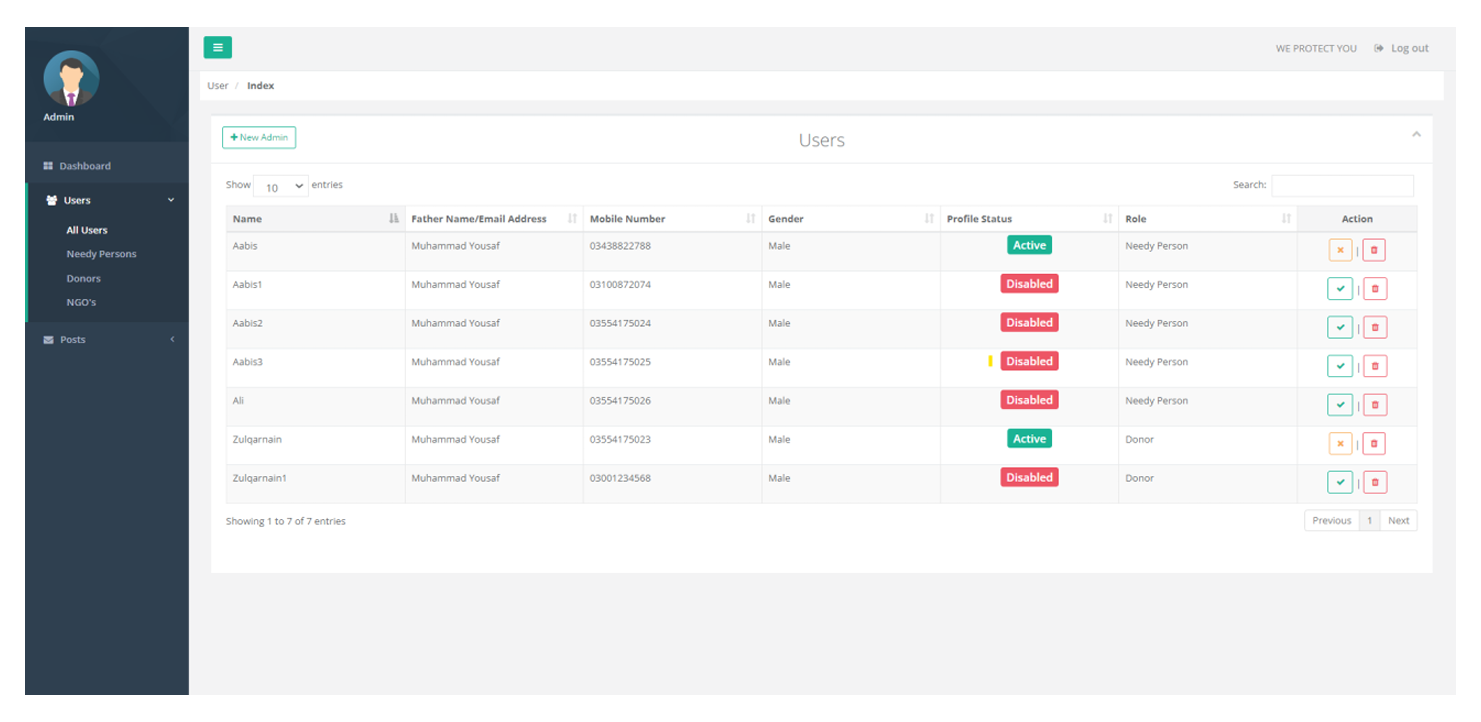 WE PROTECT YOU Log out
User / Index
Admin
Dashboard
Users
All Users
Needy Persons
Donors
NGO's
Posts
New Admin
Users
Show 10 entries
Search:
Name Father Name/Email Address Mobile Number Gender Profile Status Role Action
Aabis Muhammad Yousaf 03438822788 Male Active Needy Person |
Aabis1 Muhammad Yousaf 03100872074 Male Disabled Needy Person |
Aabis2 Muhammad Yousaf 03554175024 Male Disabled Needy Person |
Aabis3 Muhammad Yousaf 03554175025 Male Disabled Needy Person |
Ali Muhammad Yousaf 03554175026 Male Disabled Needy Person |
Zulqarnain Muhammad Yousaf 03554175023 Male Active Donor |
Zulqarnain1 Muhammad Yousaf 03001234568 Male Disabled Donor |
Showing 1 to 7 of 7 entries
Previous 1 Next